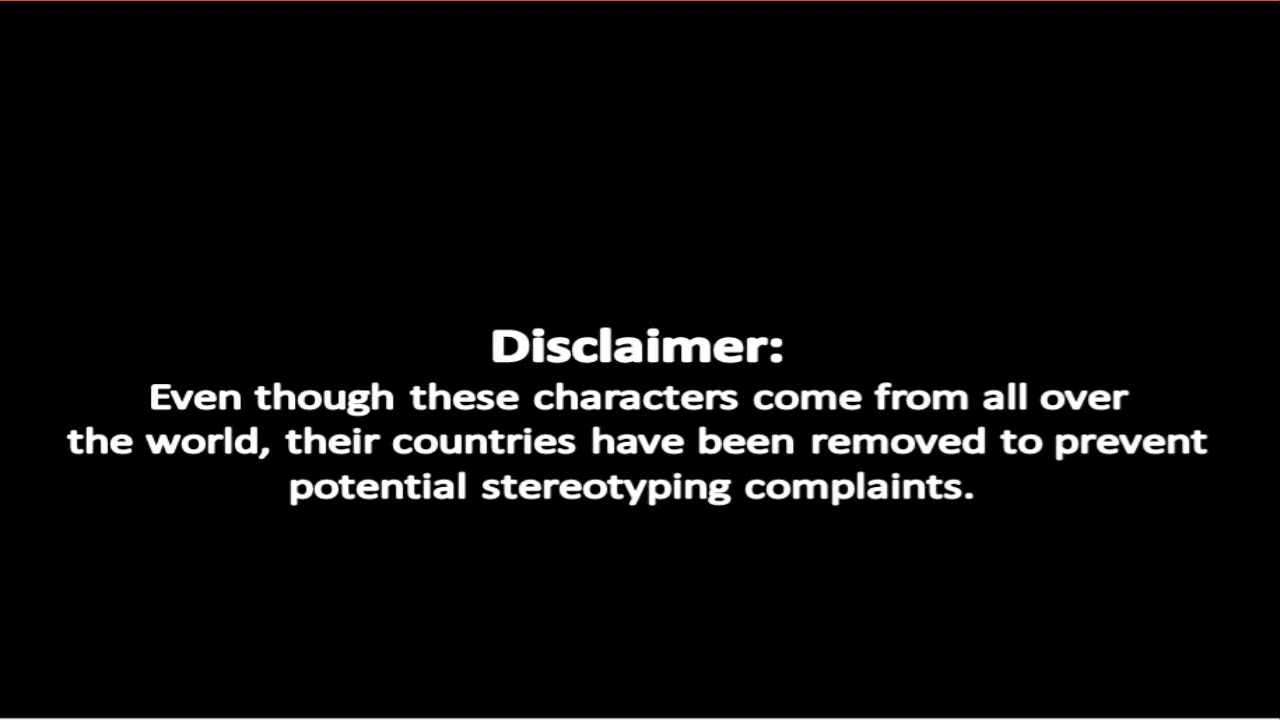 Disclaimer:
Even though these characters come from all over
the world, their countries have been removed to prevent
potential stereotyping complaints.